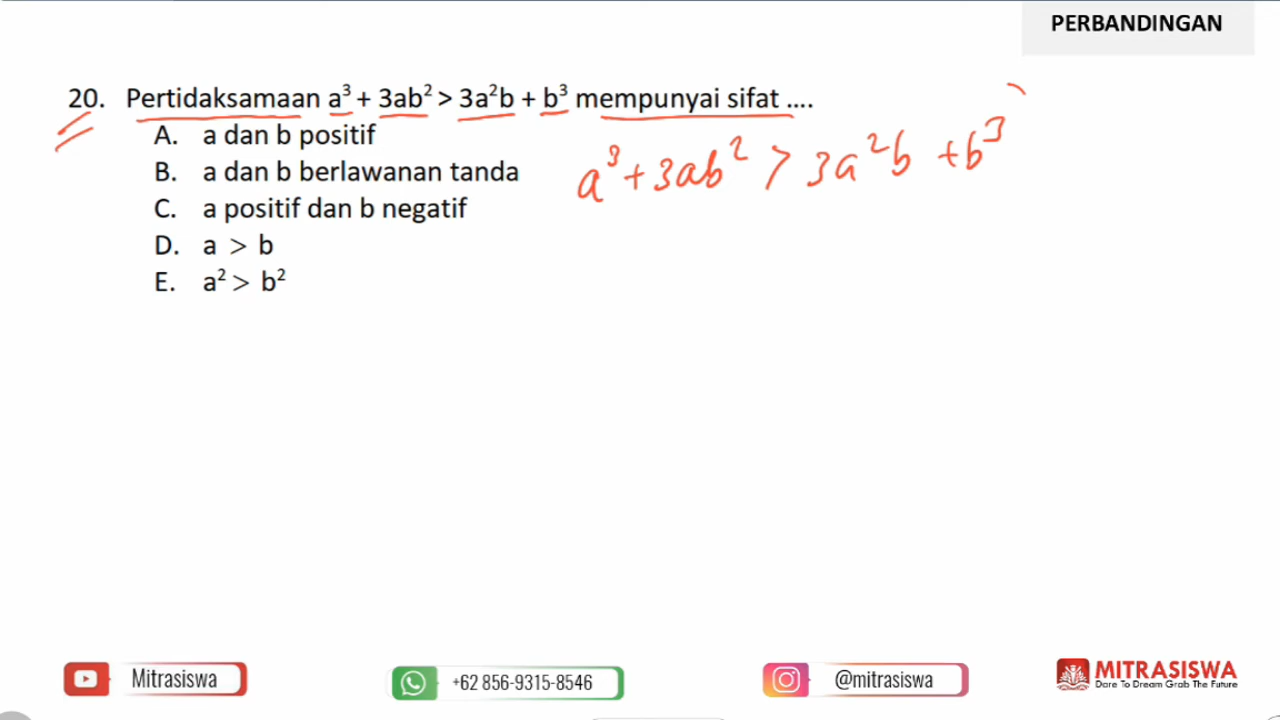 PERBANDINGAN
20. Pertidaksamaan a³ + 3ab² > 3a²b + b³ mempunyai sifat ....
A. a dan b positif
B. a dan b berlawanan tanda
C. a positif dan b negatif
D. a > b
E. a² > b²
a³ + 3ab² > 3a²b + b³
Mitrasiswa
+62 856-9315-8546
@mitrasiswa
MITRASISWA
Dare To Dream Grab The Future